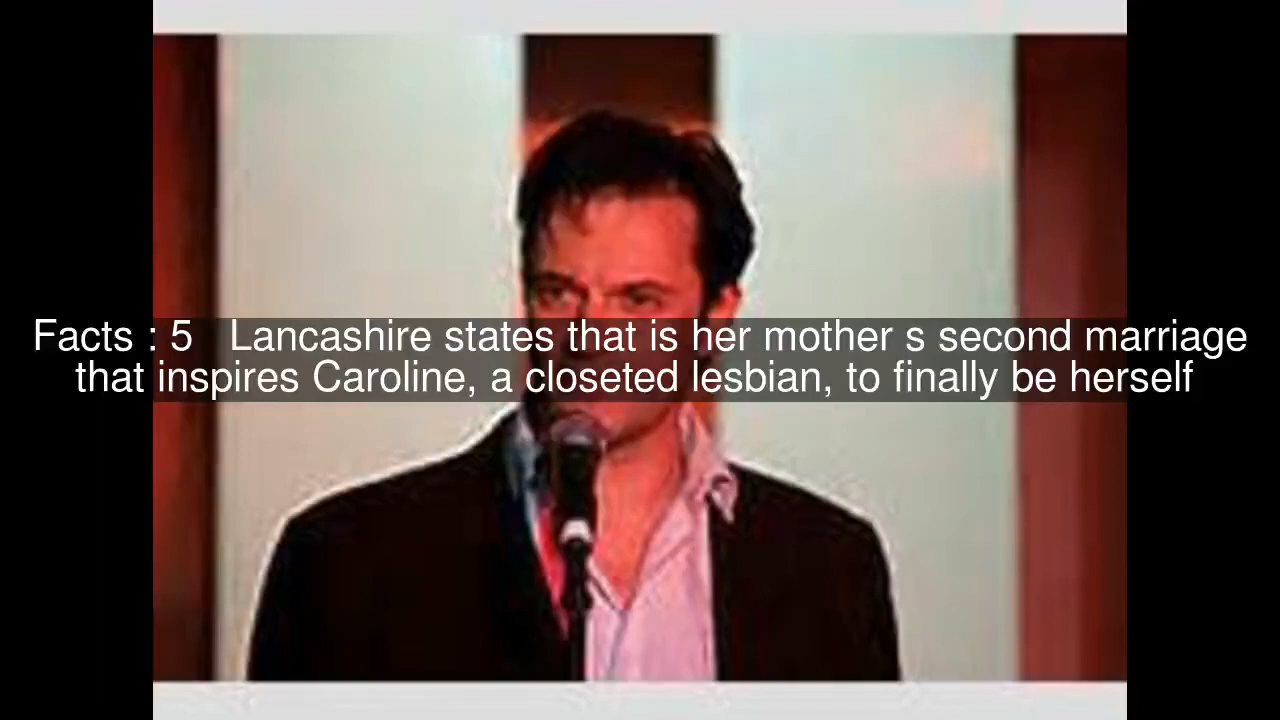 Facts : 5 Lancashire states that is her mother s second marriage
that inspires Caroline, a closeted lesbian, to finally be herself